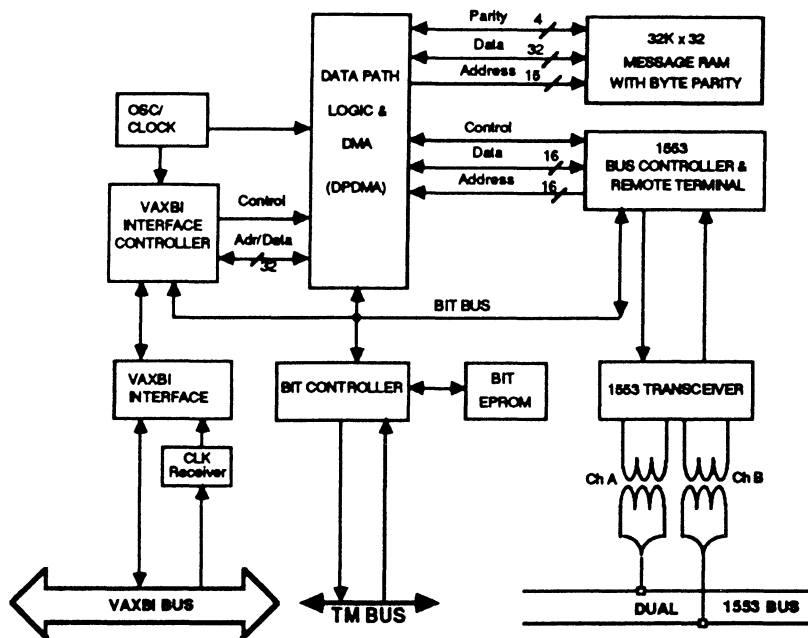 Parity 4
Data 32
Address 15
32K x 32
MESSAGE RAM
WITH BYTE PARITY
DATA PATH
LOGIC &
DMA
(DPDMA)
OSC/
CLOCK
Control
Data 16
Address 16
1553
BUS CONTROLLER &
REMOTE TERMINAL
VAXBI
INTERFACE
CONTROLLER
Control
Adr/Data
32
BIT BUS
VAXBI
INTERFACE
BIT CONTROLLER
BIT
EPROM
1553 TRANSCEIVER
CLK
Receiver
Ch A
Ch B
VAXBI BUS
TM BUS
DUAL 1553 BUS